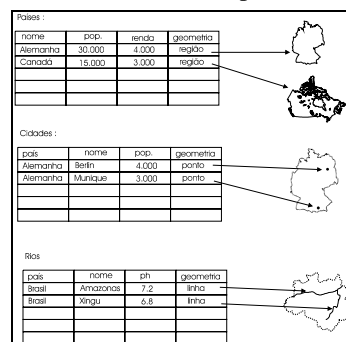 Países :
nome pop. renda geometria
Alemanha 30.000 4.000 região
Canadá 15.000 3.000 região
Cidades :
país nome pop. geometria
Alemanha Berlin 4.000 ponto
Alemanha Munique 3.000 ponto
Rios
país nome ph geometria
Brasil Amazonas 7.2 linha
Brasil Xingu 6.8 linha